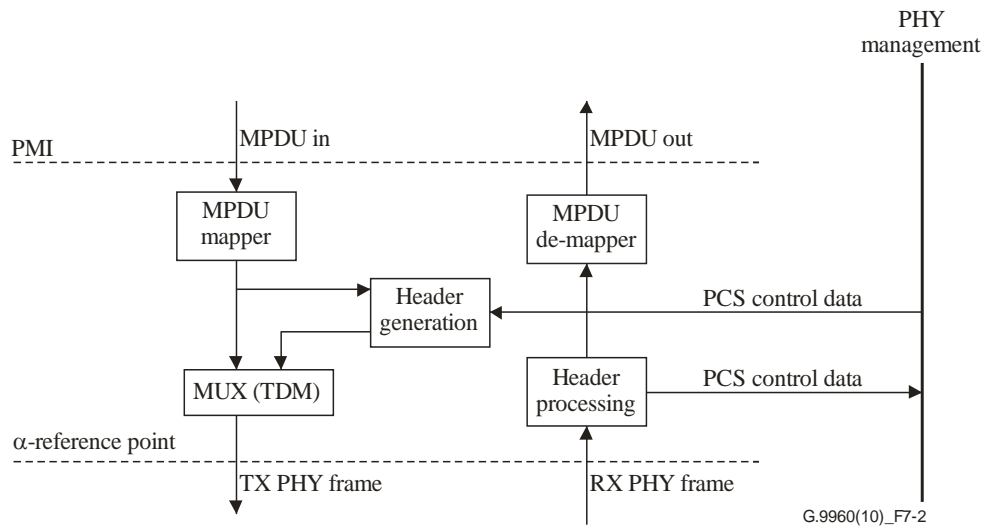 PHY
management
MPDU in
MPDU out
PMI
MPDU
mapper
MPDU
de-mapper
Header
generation
PCS control data
MUX (TDM)
Header
processing
PCS control data
α-reference point
TX PHY frame
RX PHY frame
G.9960(10)_F7-2